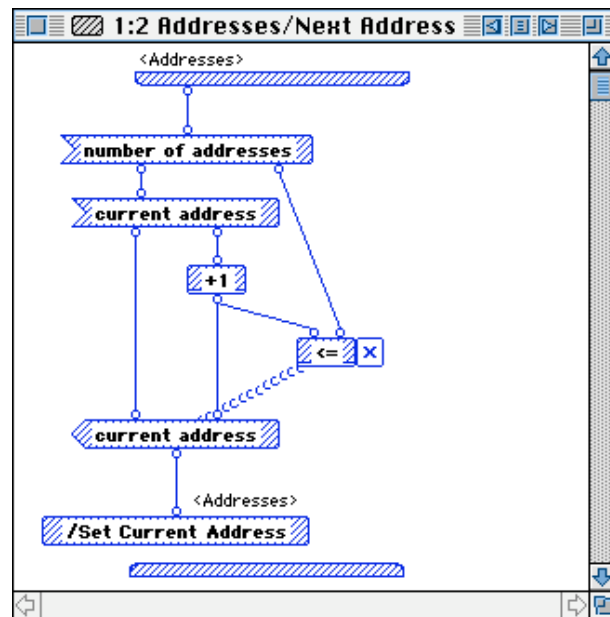 1:2 Addresses/Next Address
<Addresses>
number of addresses
current address
+1
<=
current address
<Addresses>
/Set Current Address